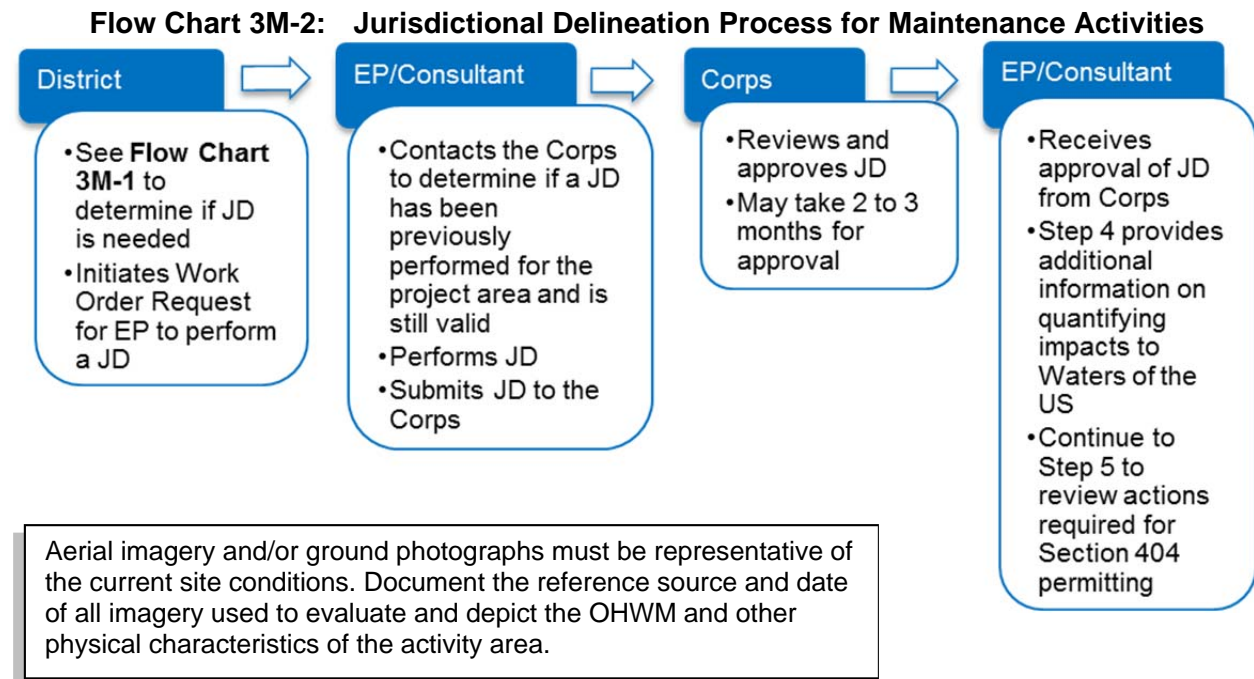 Flow Chart 3M-2: Jurisdictional Delineation Process for Maintenance Activities
District
•See Flow Chart
3M-1 to
determine if JD
is needed
•Initiates Work
Order Request
for EP to perform
a JD
EP/Consultant
•Contacts the Corps
to determine if a JD
has been
previously
performed for the
project area and is
still valid
•Performs JD
•Submits JD to the
Corps
Corps
•Reviews and
approves JD
•May take 2 to 3
months for
approval
EP/Consultant
•Receives
approval of JD
from Corps
•Step 4 provides
additional
information on
quantifying
impacts to
Waters of the
US
•Continue to
Step 5 to
review actions
required for
Section 404
permitting
Aerial imagery and/or ground photographs must be representative of
the current site conditions. Document the reference source and date
of all imagery used to evaluate and depict the OHWM and other
physical characteristics of the activity area.